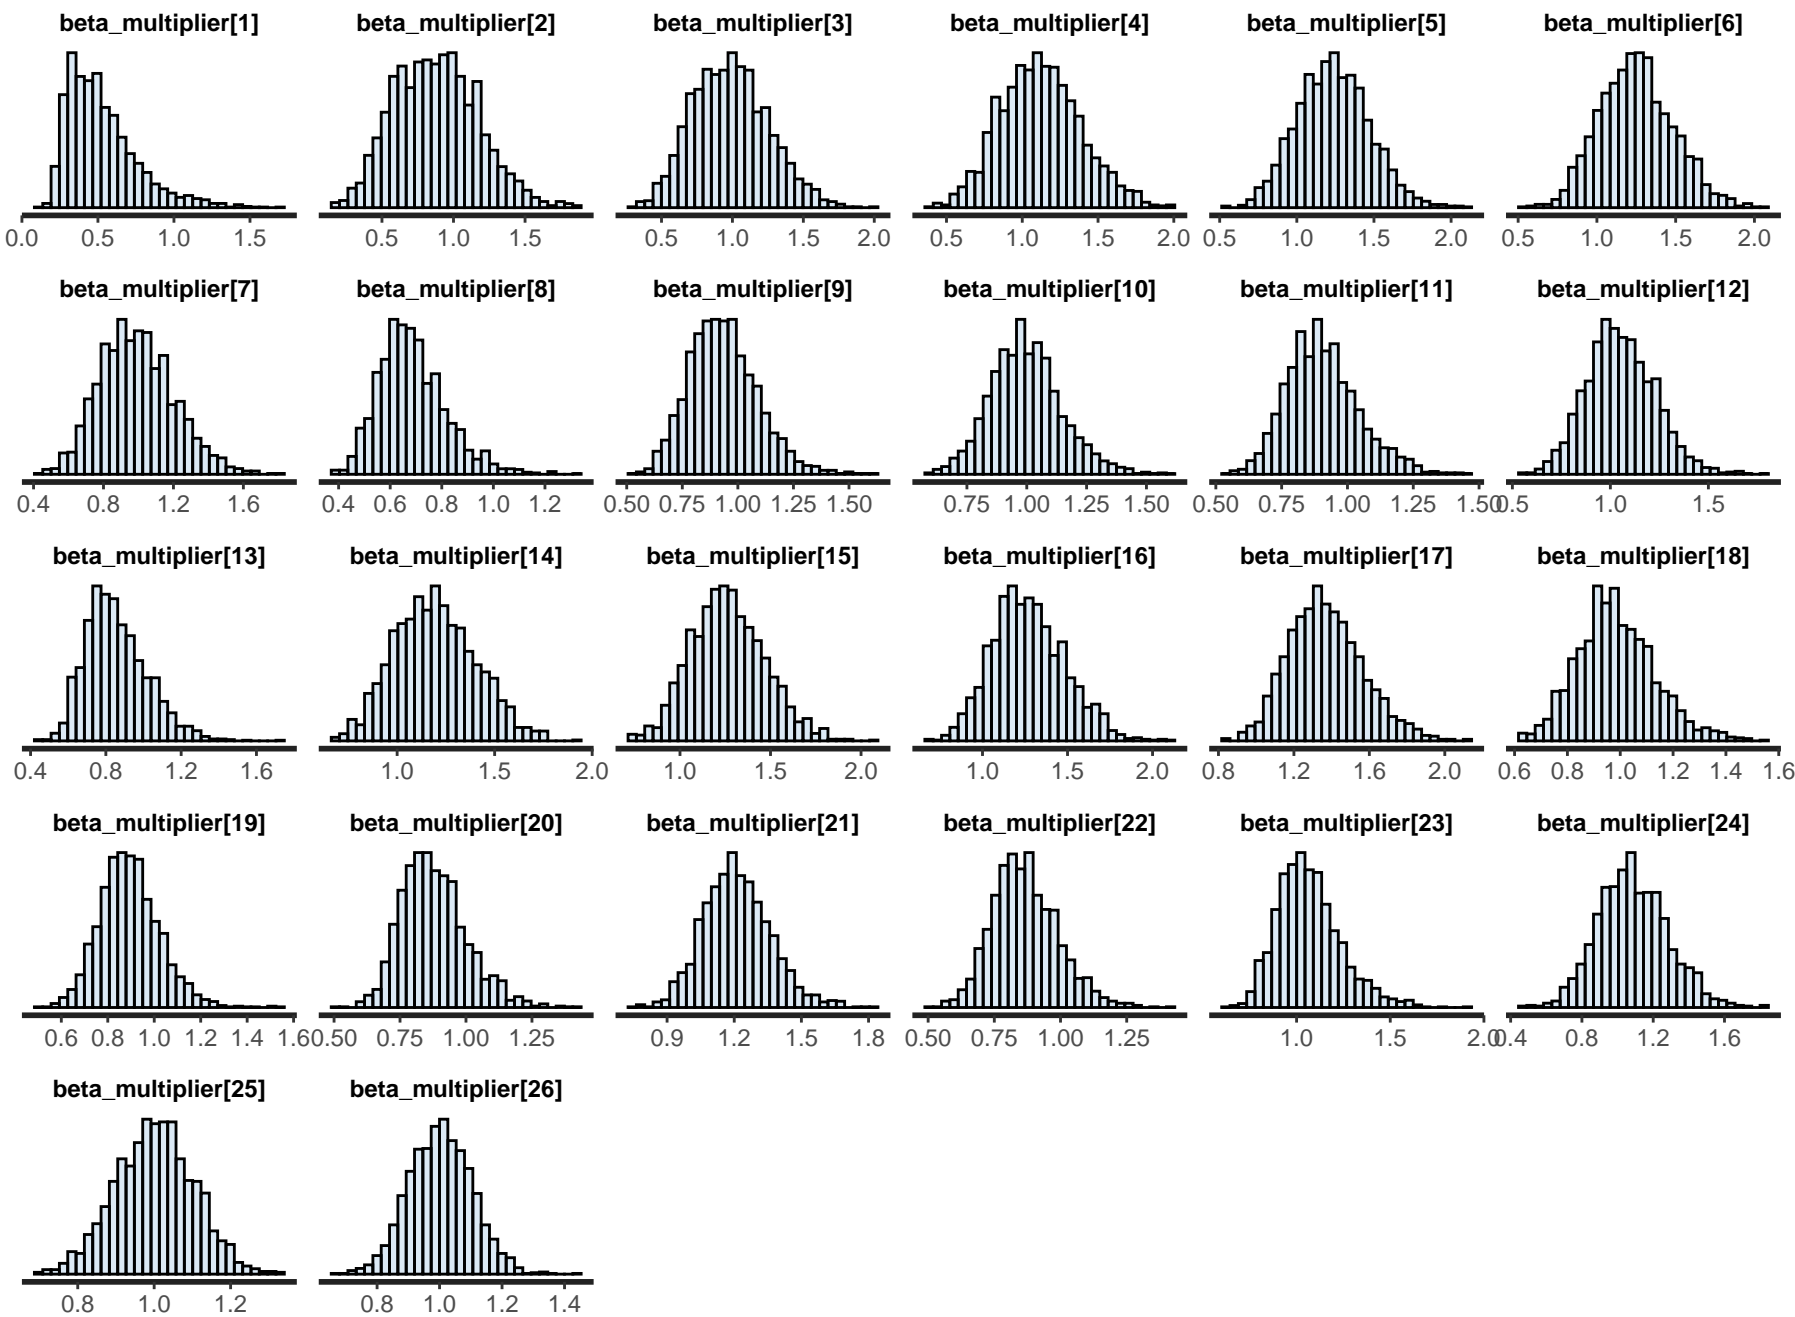 beta_multiplier[1] beta_multiplier[2] beta_multiplier[3] beta_multiplier[4] beta_multiplier[5] beta_multiplier[6]
0.0 0.5 1.0 1.5 0.5 1.0 1.5 0.5 1.0 1.5 2.0 0.5 1.0 1.5 2.0 0.5 1.0 1.5 2.0 0.5 1.0 1.5 2.0
beta_multiplier[7] beta_multiplier[8] beta_multiplier[9] beta_multiplier[10] beta_multiplier[11] beta_multiplier[12]
0.4 0.8 1.2 1.6 0.4 0.6 0.8 1.0 1.2 0.50 0.75 1.00 1.25 1.50 0.75 1.00 1.25 1.50 0.50 0.75 1.00 1.25 1.50 0.5 1.0 1.5
beta_multiplier[13] beta_multiplier[14] beta_multiplier[15] beta_multiplier[16] beta_multiplier[17] beta_multiplier[18]
0.4 0.8 1.2 1.6 1.0 1.5 2.0 1.0 1.5 2.0 1.0 1.5 2.0 0.8 1.2 1.6 2.0 0.6 0.8 1.0 1.2 1.4 1.6
beta_multiplier[19] beta_multiplier[20] beta_multiplier[21] beta_multiplier[22] beta_multiplier[23] beta_multiplier[24]
0.6 0.8 1.0 1.2 1.4 1.6 0.50 0.75 1.00 1.25 0.9 1.2 1.5 1.8 0.50 0.75 1.00 1.25 1.0 1.5 2.0 0.4 0.8 1.2 1.6
beta_multiplier[25] beta_multiplier[26]
0.8 1.0 1.2 0.8 1.0 1.2 1.4